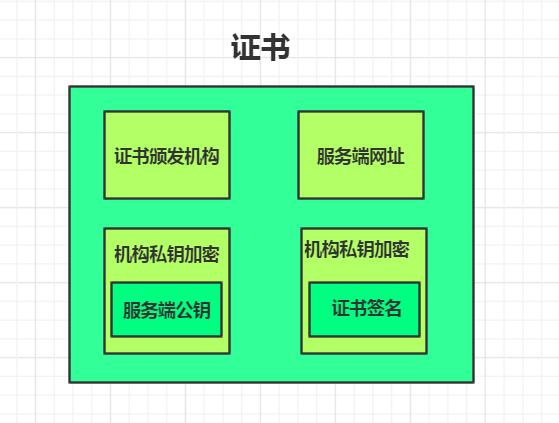 证书
证书颁发机构
服务端网址
机构私钥加密
服务端公钥
机构私钥加密
证书签名